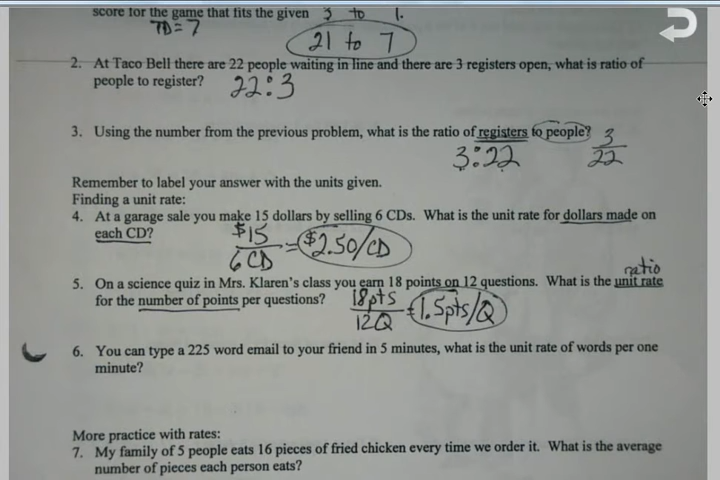 score for the game that fits the given 3 to 1.
TD=7
21 to 7
2. At Taco Bell there are 22 people waiting in line and there are 3 registers open, what is ratio of
people to register? 22:3
3. Using the number from the previous problem, what is the ratio of registers to people? 3/22
3:22
Remember to label your answer with the units given.
Finding a unit rate:
4. At a garage sale you make 15 dollars by selling 6 CDs. What is the unit rate for dollars made on
each CD? $15/6CD = $2.50/CD
ratio
5. On a science quiz in Mrs. Klaren's class you earn 18 points on 12 questions. What is the unit rate
for the number of points per questions? 18pts/12Q = 1.5pts/Q
6. You can type a 225 word email to your friend in 5 minutes, what is the unit rate of words per one
minute?
More practice with rates:
7. My family of 5 people eats 16 pieces of fried chicken every time we order it. What is the average
number of pieces each person eats?